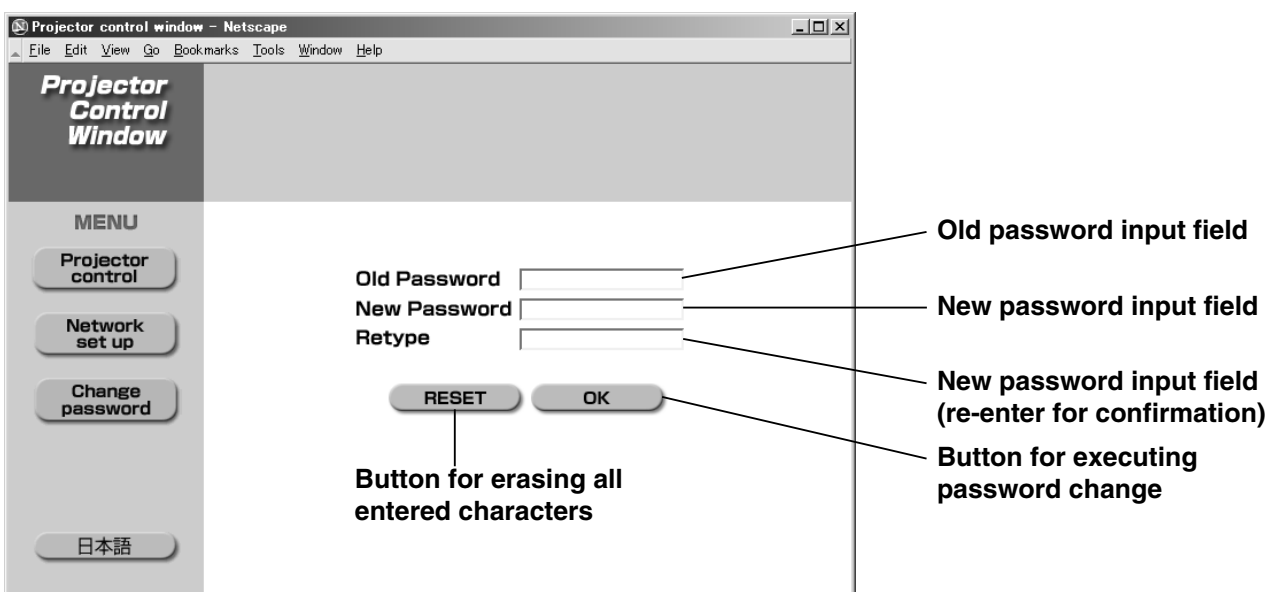 Projector control window - Netscape
File Edit View Go Bookmarks Tools Window Help
Projector
Control
Window
MENU
Projector
control
Network
set up
Change
password
日本語
Old Password
New Password
Retype
RESET OK
Button for erasing all
entered characters
Old password input field
New password input field
New password input field
(re-enter for confirmation)
Button for executing
password change